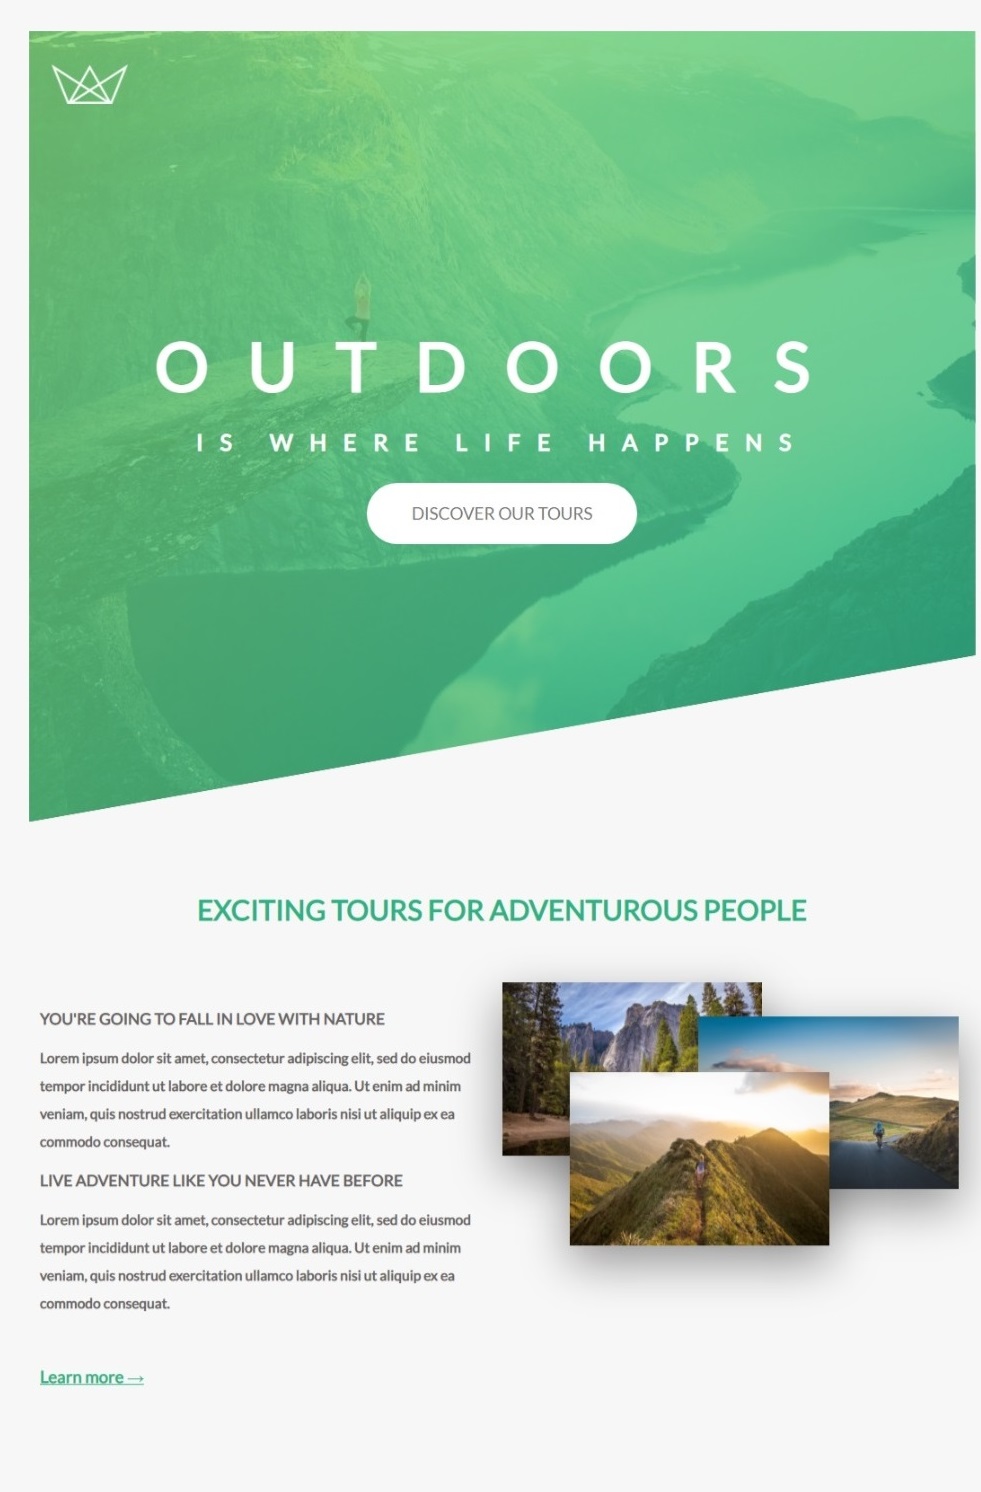 OUTDOORS
IS WHERE LIFE HAPPENS
DISCOVER OUR TOURS
EXCITING TOURS FOR ADVENTUROUS PEOPLE
YOU'RE GOING TO FALL IN LOVE WITH NATURE
Lorem ipsum dolor sit amet, consectetur adipiscing elit, sed do eiusmod
tempor incididunt ut labore et dolore magna aliqua. Ut enim ad minim
veniam, quis nostrud exercitation ullamco laboris nisi ut aliquip ex ea
commodo consequat.
LIVE ADVENTURE LIKE YOU NEVER HAVE BEFORE
Lorem ipsum dolor sit amet, consectetur adipiscing elit, sed do eiusmod
tempor incididunt ut labore et dolore magna aliqua. Ut enim ad minim
veniam, quis nostrud exercitation ullamco laboris nisi ut aliquip ex ea
commodo consequat.
Learn more →